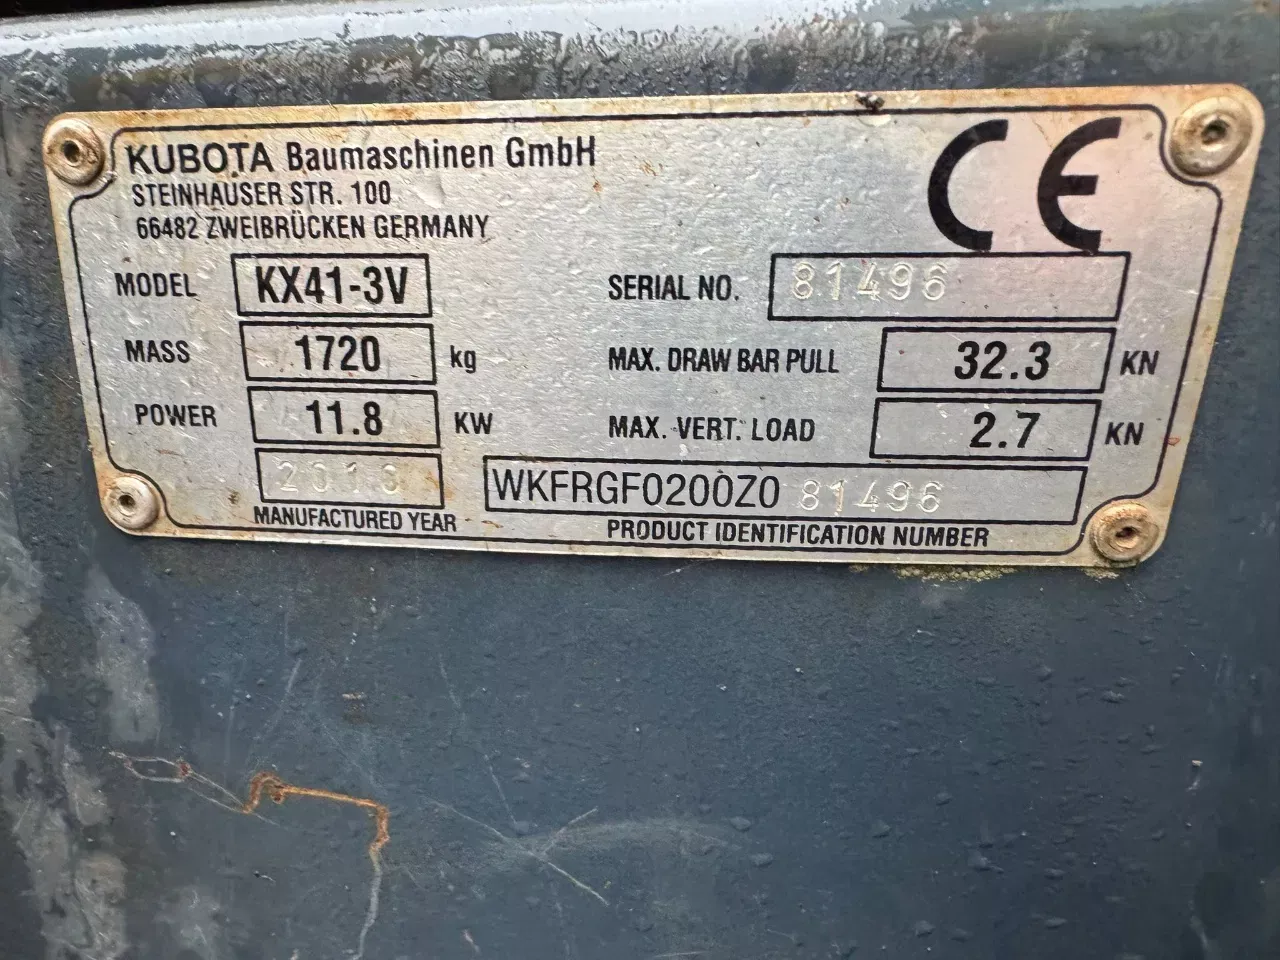 KUBOTA Baumaschinen GmbH
STEINHAUSER STR. 100
66482 ZWEIBRÜCKEN GERMANY
CE
MODEL KX41-3V
SERIAL NO. 81496
MASS 1720 kg
MAX. DRAW BAR PULL 32.3 KN
POWER 11.8 KW
MAX. VERT. LOAD 2.7 KN
2013
MANUFACTURED YEAR
WKFRGF0200Z0 81496
PRODUCT IDENTIFICATION NUMBER